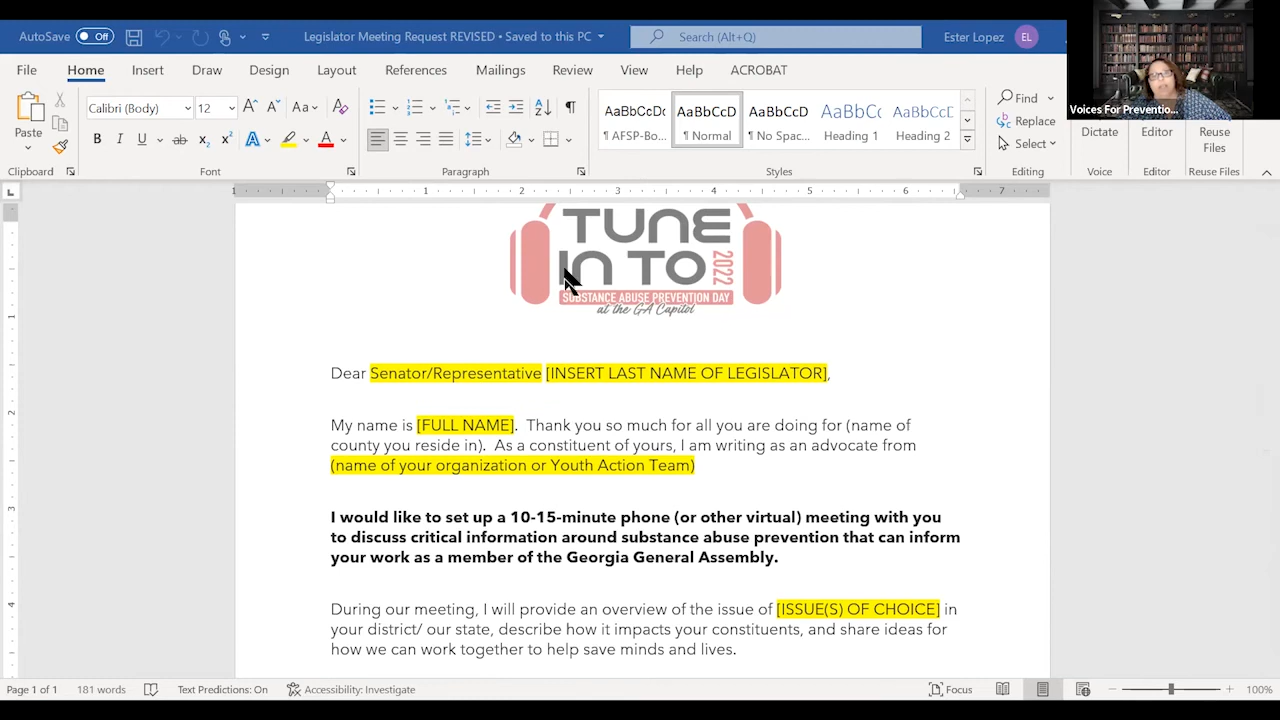 AutoSave Off Legislator Meeting Request REVISED • Saved to this PC Search (Alt+Q) Ester Lopez EL
File Home Insert Draw Design Layout References Mailings Review View Help ACROBAT
Voices For Preventio...
Paste Calibri (Body) 12 Aa AaBbCcDc AaBbCcD AaBbCcD AaBbCc AaBbCcD Find
Replace
¶ AFSP-Bo... ¶ Normal ¶ No Spac... Heading 1 Heading 2 Select Dictate Editor Reuse
Files
Clipboard Font Paragraph Styles Editing Voice Editor Reuse Files
1 1 2 3 4 5 6 7
TUNE
IN TO 2022
SUBSTANCE ABUSE PREVENTION DAY
at the GA Capitol
Dear Senator/Representative [INSERT LAST NAME OF LEGISLATOR],
My name is [FULL NAME].  Thank you so much for all you are doing for (name of
county you reside in).  As a constituent of yours, I am writing as an advocate from
(name of your organization or Youth Action Team)
I would like to set up a 10-15-minute phone (or other virtual) meeting with you
to discuss critical information around substance abuse prevention that can inform
your work as a member of the Georgia General Assembly.
During our meeting, I will provide an overview of the issue of [ISSUE(S) OF CHOICE] in
your district/ our state, describe how it impacts your constituents, and share ideas for
how we can work together to help save minds and lives.
Page 1 of 1 181 words Text Predictions: On Accessibility: Investigate Focus 100%